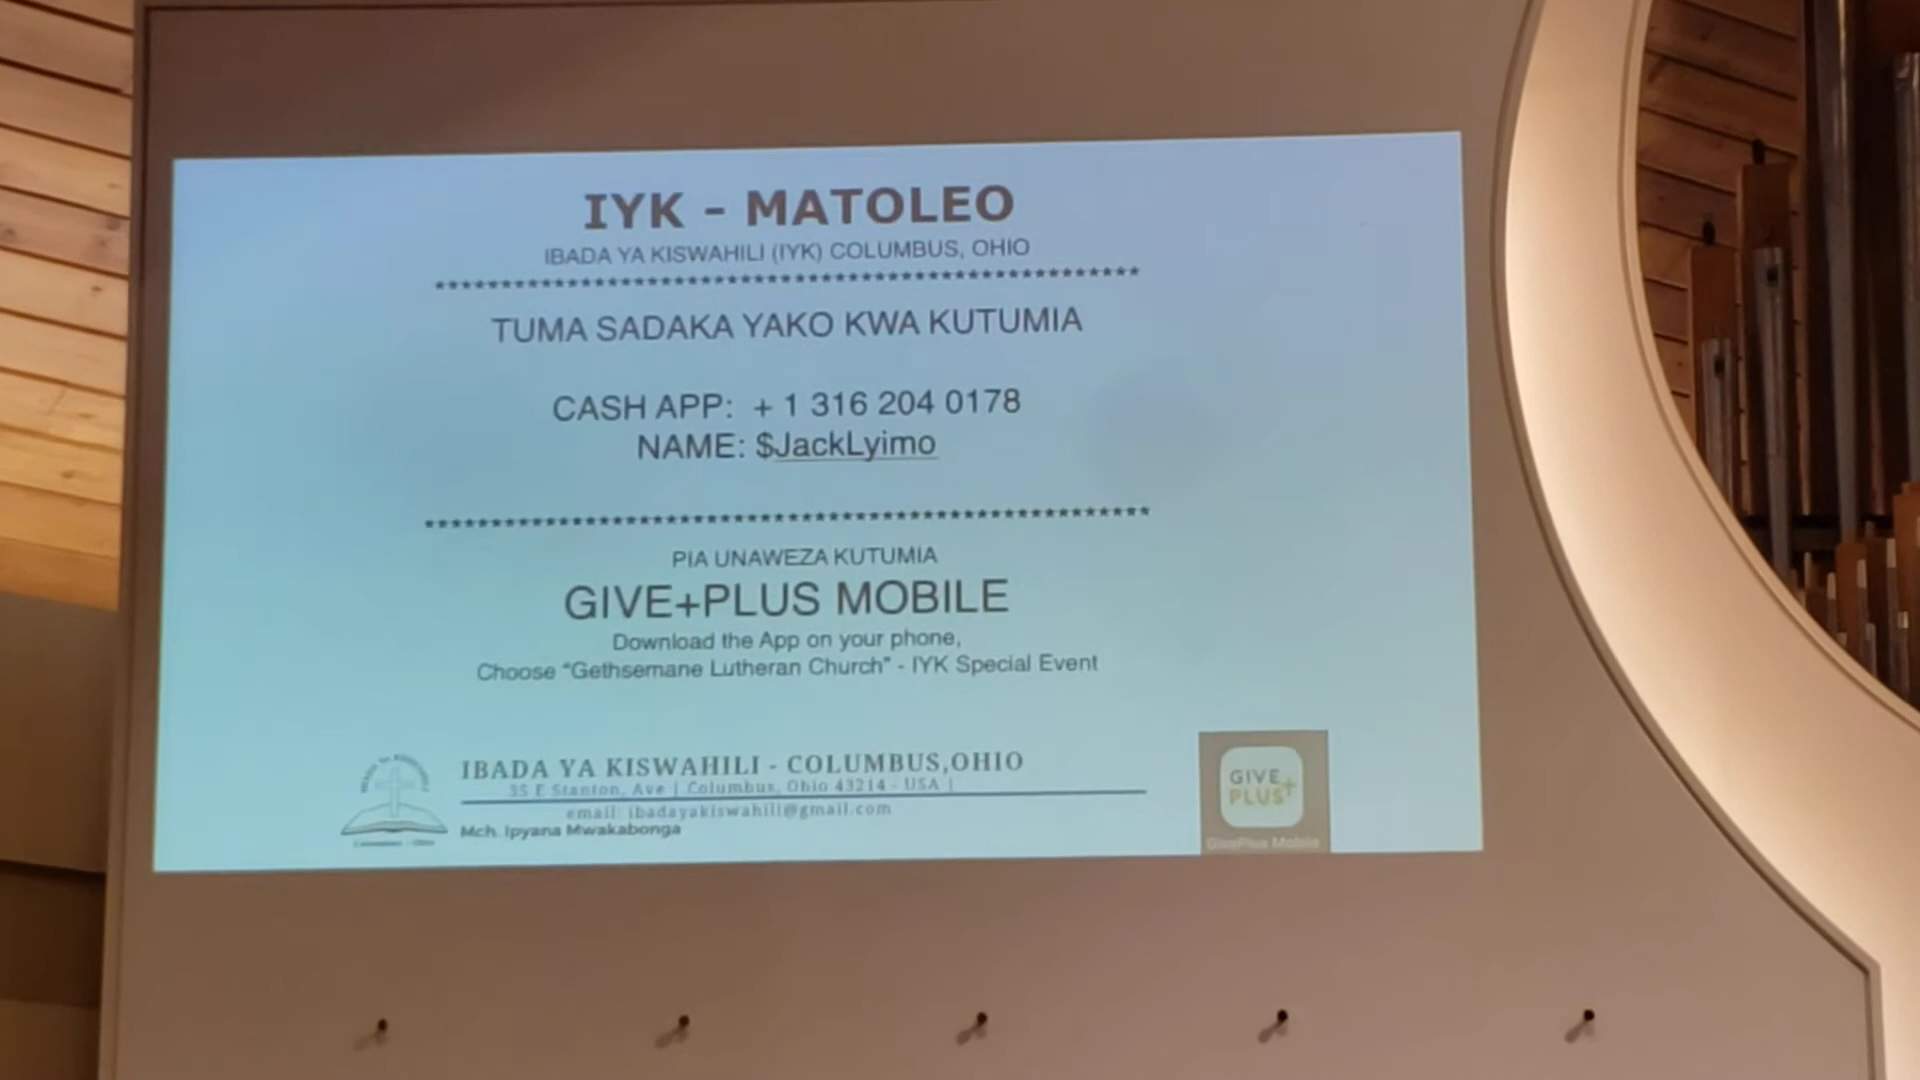 IYK - MATOLEO
IBADA YA KISWAHILI (IYK) COLUMBUS, OHIO
******************************************************
TUMA SADAKA YAKO KWA KUTUMIA
CASH APP: + 1 316 204 0178
NAME: $JackLyimo
******************************************************
PIA UNAWEZA KUTUMIA
GIVE+PLUS MOBILE
Download the App on your phone,
Choose “Gethsemane Lutheran Church” - IYK Special Event
IBADA YA KISWAHILI - COLUMBUS,OHIO
35 E Stanton, Ave | Columbus, Ohio 43214 - USA |
email: ibadayakiswahili@gmail.com
Mch. Ipyana Mwakabonga
GIVE+
PLUS
GivePlus Mobile